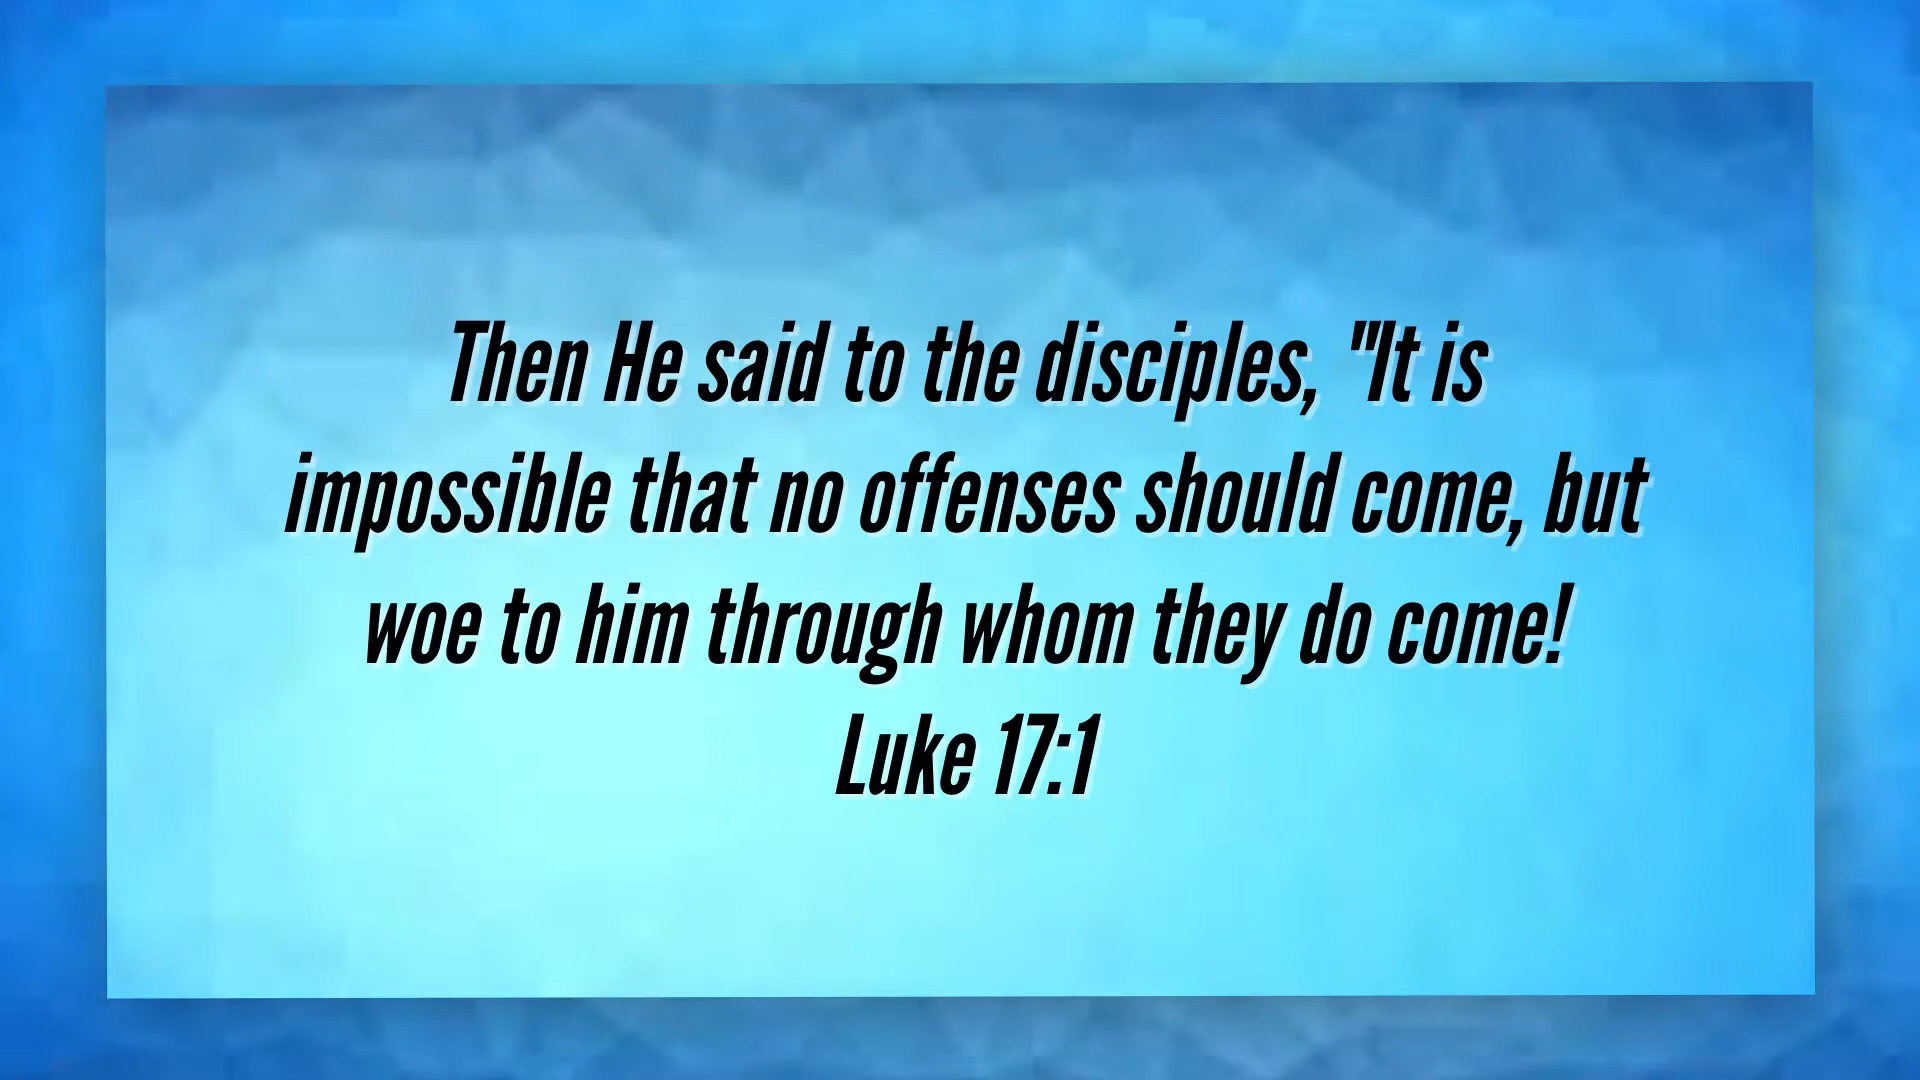 Then He said to the disciples, "It is
impossible that no offenses should come, but
woe to him through whom they do come!
Luke 17:1